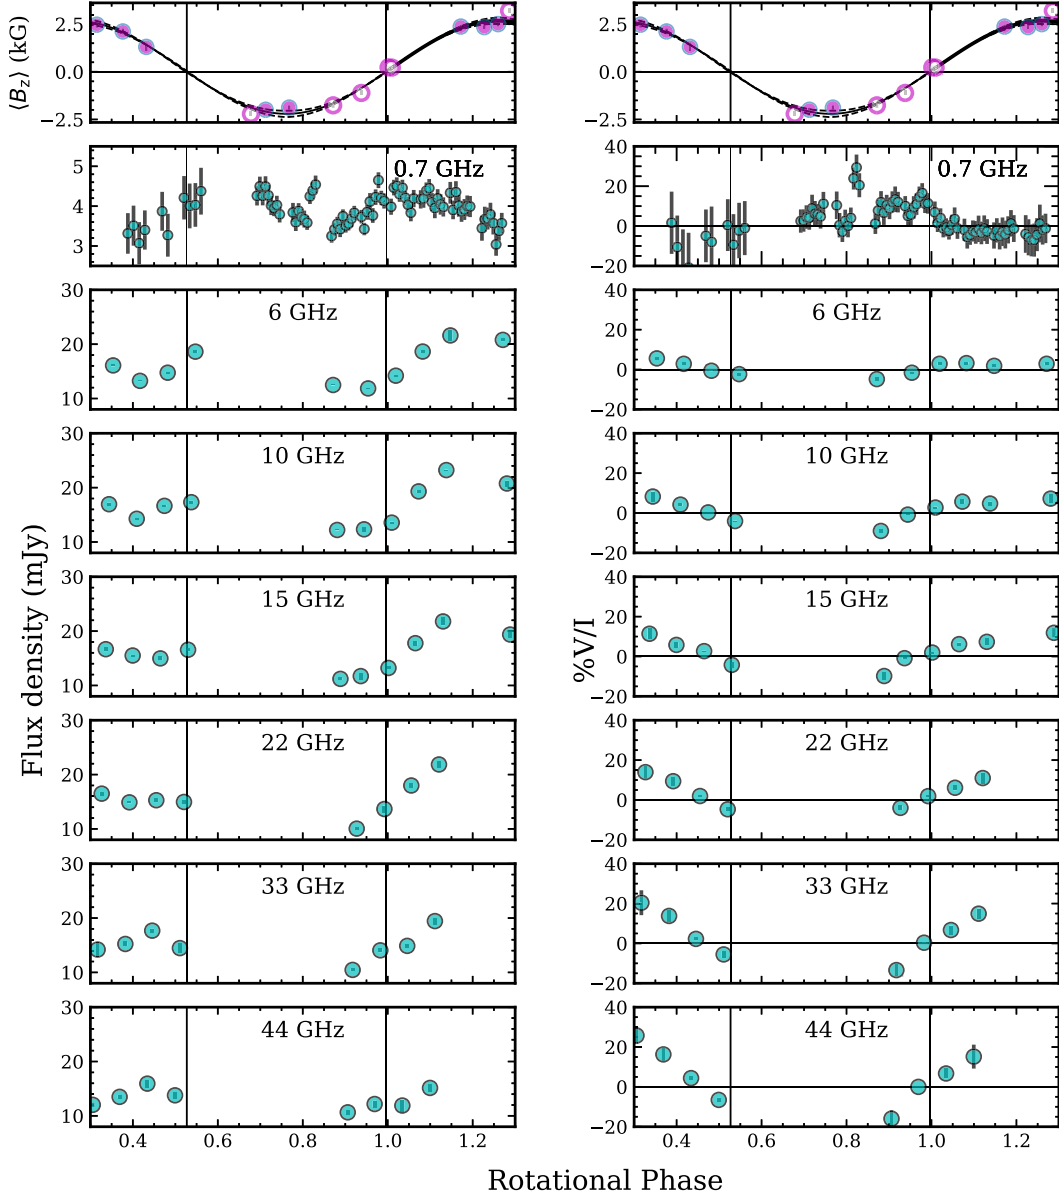 ⟨Bz⟩ (kG)
2.5
0.0
−2.5
2.5
0.0
−2.5
0.7 GHz
5
4
3
0.7 GHz
40
20
0
−20
6 GHz
30
20
10
6 GHz
40
20
0
−20
10 GHz
30
20
10
10 GHz
40
20
0
−20
Flux density (mJy)
15 GHz
30
20
10
%V/I
15 GHz
40
20
0
−20
22 GHz
30
20
10
22 GHz
40
20
0
−20
33 GHz
30
20
10
33 GHz
40
20
0
−20
44 GHz
30
20
10
44 GHz
40
20
0
−20
0.4 0.6 0.8 1.0 1.2
0.4 0.6 0.8 1.0 1.2
Rotational Phase